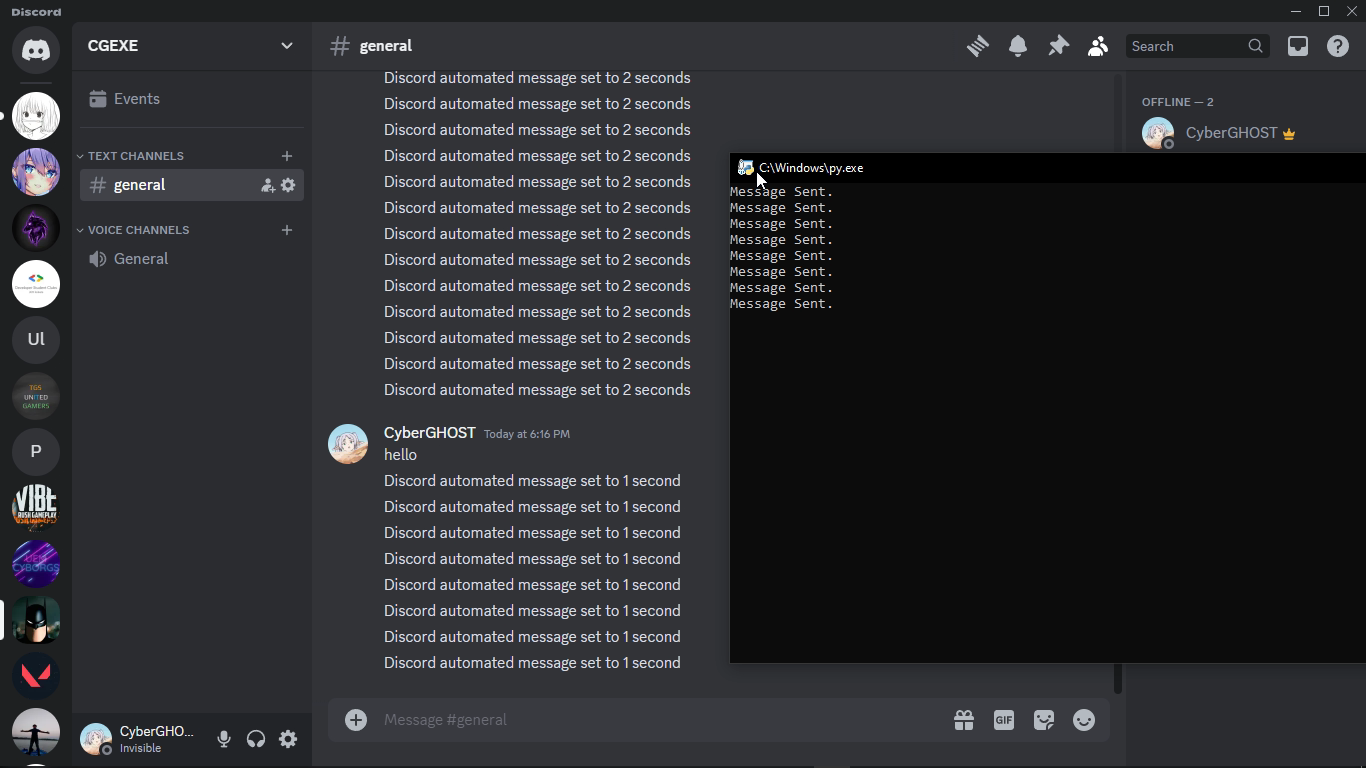 Discord
CGEXE
general
Search
Events
TEXT CHANNELS
general
VOICE CHANNELS
General
UI
TGS
UNITED
GAMERS
P
VIBE
RUSH GAMEPLAY
CYBORGS
CyberGHO...
Invisible
Discord automated message set to 2 seconds
Discord automated message set to 2 seconds
Discord automated message set to 2 seconds
Discord automated message set to 2 seconds
Discord automated message set to 2 seconds
Discord automated message set to 2 seconds
Discord automated message set to 2 seconds
Discord automated message set to 2 seconds
Discord automated message set to 2 seconds
Discord automated message set to 2 seconds
Discord automated message set to 2 seconds
Discord automated message set to 2 seconds
Discord automated message set to 2 seconds
CyberGHOST Today at 6:16 PM
hello
Discord automated message set to 1 second
Discord automated message set to 1 second
Discord automated message set to 1 second
Discord automated message set to 1 second
Discord automated message set to 1 second
Discord automated message set to 1 second
Discord automated message set to 1 second
Discord automated message set to 1 second
Message #general
GIF
OFFLINE — 2
CyberGHOST
C:\Windows\py.exe
Message Sent.
Message Sent.
Message Sent.
Message Sent.
Message Sent.
Message Sent.
Message Sent.
Message Sent.